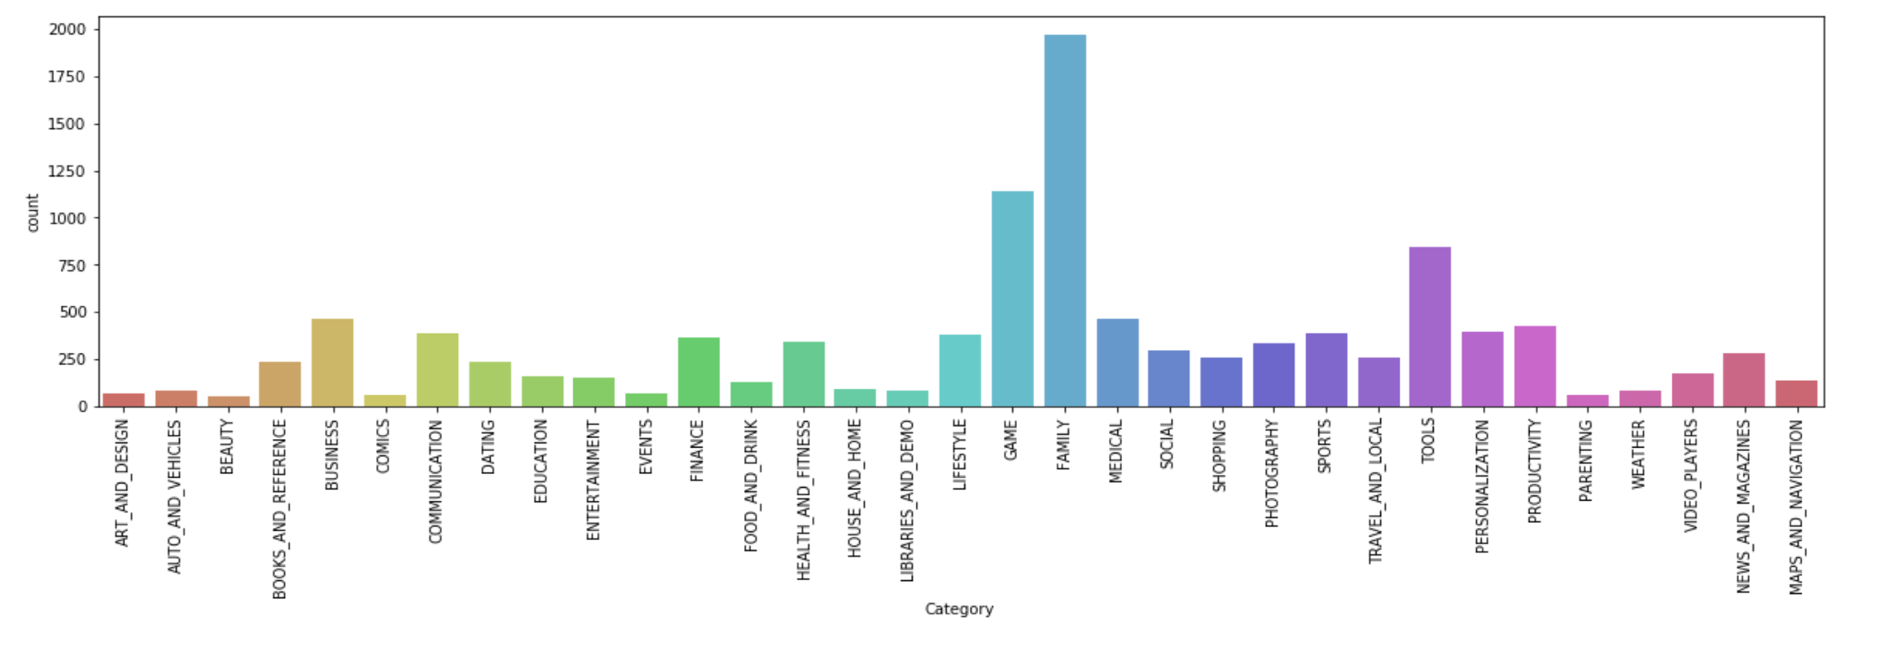 2000
1750
1500
1250
1000
750
500
250
0
count
ART_AND_DESIGN
AUTO_AND_VEHICLES
BEAUTY
BOOKS_AND_REFERENCE
BUSINESS
COMICS
COMMUNICATION
DATING
EDUCATION
ENTERTAINMENT
EVENTS
FINANCE
FOOD_AND_DRINK
HEALTH_AND_FITNESS
HOUSE_AND_HOME
LIBRARIES_AND_DEMO
LIFESTYLE
GAME
FAMILY
MEDICAL
SOCIAL
SHOPPING
PHOTOGRAPHY
SPORTS
TRAVEL_AND_LOCAL
TOOLS
PERSONALIZATION
PRODUCTIVITY
PARENTING
WEATHER
VIDEO_PLAYERS
NEWS_AND_MAGAZINES
MAPS_AND_NAVIGATION
Category